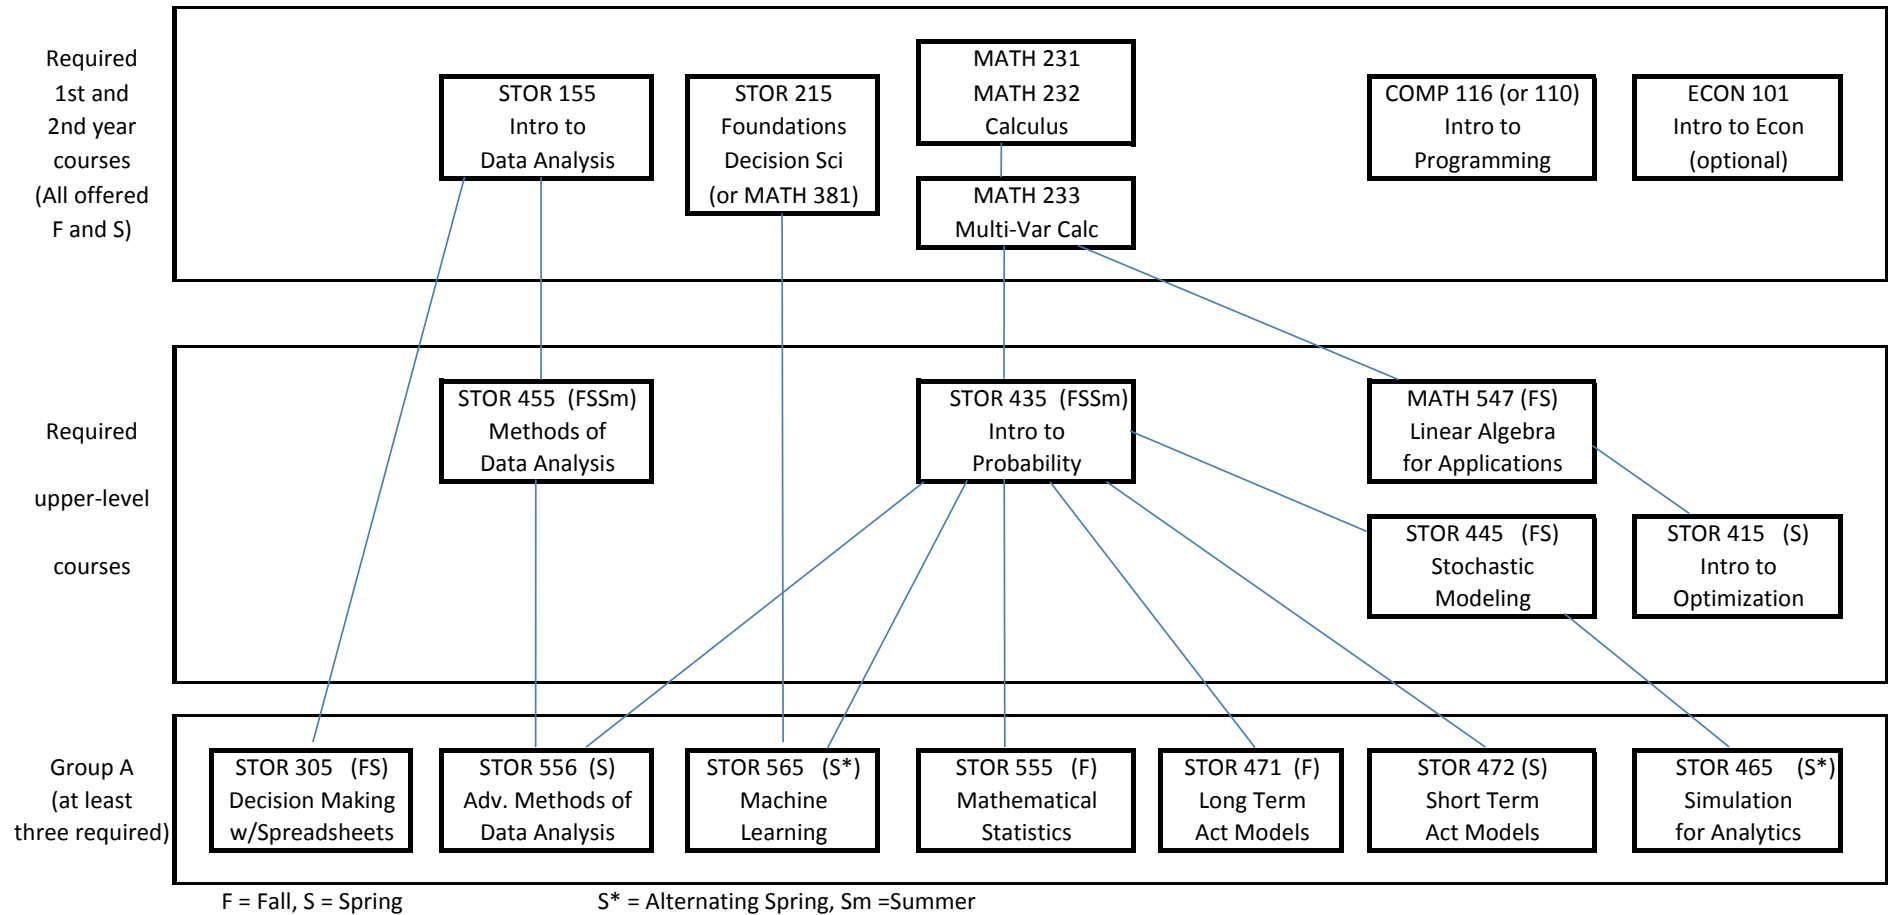 Required
1st and
2nd year
courses
(All offered
F and S)
STOR 155
Intro to
Data Analysis
STOR 215
Foundations
Decision Sci
(or MATH 381)
MATH 231
MATH 232
Calculus
MATH 233
Multi-Var Calc
COMP 116 (or 110)
Intro to
Programming
ECON 101
Intro to Econ
(optional)
Required
upper-level
courses
STOR 455 (FSSm)
Methods of
Data Analysis
STOR 435 (FSSm)
Intro to
Probability
MATH 547 (FS)
Linear Algebra
for Applications
STOR 445 (FS)
Stochastic
Modeling
STOR 415 (S)
Intro to
Optimization
Group A
(at least
three required)
STOR 305 (FS)
Decision Making
w/Spreadsheets
STOR 556 (S)
Adv. Methods of
Data Analysis
STOR 565 (S*)
Machine
Learning
STOR 555 (F)
Mathematical
Statistics
STOR 471 (F)
Long Term
Act Models
STOR 472 (S)
Short Term
Act Models
STOR 465 (S*)
Simulation
for Analytics
F = Fall, S = Spring
S* = Alternating Spring, Sm =Summer